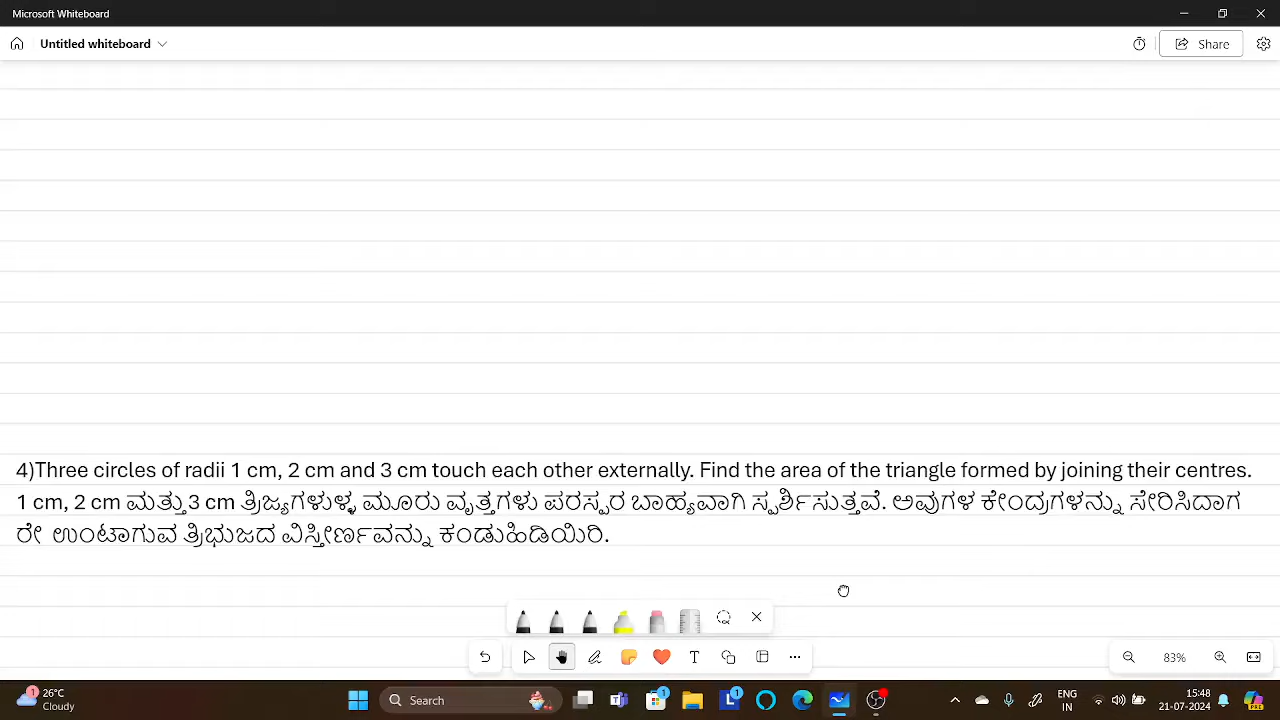 Microsoft Whiteboard
Untitled whiteboard
Share
4)Three circles of radii 1 cm, 2 cm and 3 cm touch each other externally. Find the area of the triangle formed by joining their centres.
1 cm, 2 cm ಮತ್ತು 3 cm ತ್ರಿಜ್ಯಗಳುಳ್ಳ ಮೂರು ವೃತ್ತಗಳು ಪರಸ್ಪರ ಬಾಹ್ಯವಾಗಿ ಸ್ಪರ್ಶಿಸುತ್ತವೆ. ಅವುಗಳ ಕೇಂದ್ರಗಳನ್ನು ಸೇರಿಸಿದಾಗ
ರೇ ಉಂಟಾಗುವ ತ್ರಿಭುಜದ ವಿಸ್ತೀರ್ಣವನ್ನು ಕಂಡುಹಿಡಿಯಿರಿ.
83%
1
26°C
Cloudy
Search
1
1
ENG
IN
15:48
21-07-2024